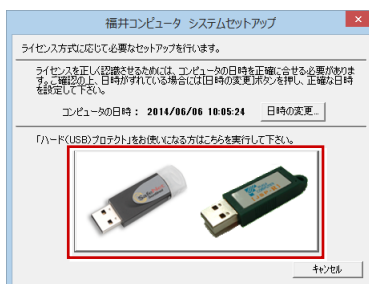 福井コンピュータ システムセットアップ
ライセンス方式に応じて必要なセットアップを行います。
ライセンスを正しく認識させるためには、コンピュータの日時を正確に合せる必要がありま
す。ご確認の上、日時がずれている場合には[日時の変更]ボタンを押し、正確な日時
を設定して下さい。
コンピュータの日時： 2014/06/06 10:05:24 日時の変更...
「ハード(USB)プロテクト」をお使いになる方はこちらを実行して下さい。
キャンセル